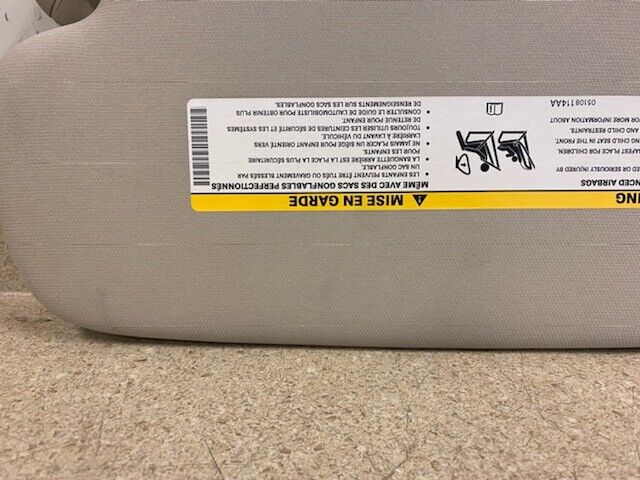 NING
NCED AIRBAGS
ED OR SERIOUSLY INJURED BY
AFEST PLACE FOR CHILDREN
NG CHILD SEAT IN THE FRONT.
ND CHILD RESTRAINTS.
OR MORE INFORMATION ABOUT
05108114AA
⚠ MISE EN GARDE
MÊME AVEC DES SACS GONFLABLES PERFECTIONNÉS
• LES ENFANTS PEUVENT ÊTRE TUÉS OU GRAVEMENT BLESSÉS PAR
UN SAC GONFLABLE.
• LA BANQUETTE ARRIÈRE EST LA PLACE LA PLUS SÉCURITAIRE
POUR LES ENFANTS.
• NE JAMAIS PLACER UN SIÈGE POUR ENFANT ORIENTÉ VERS
L'ARRIÈRE À L'AVANT DU VÉHICULE.
• TOUJOURS UTILISER LES CEINTURES DE SÉCURITÉ ET LES SYSTÈMES
DE RETENUE POUR ENFANT.
• CONSULTER LE GUIDE DE L'AUTOMOBILISTE POUR OBTENIR PLUS
DE RENSEIGNEMENTS SUR LES SACS GONFLABLES.